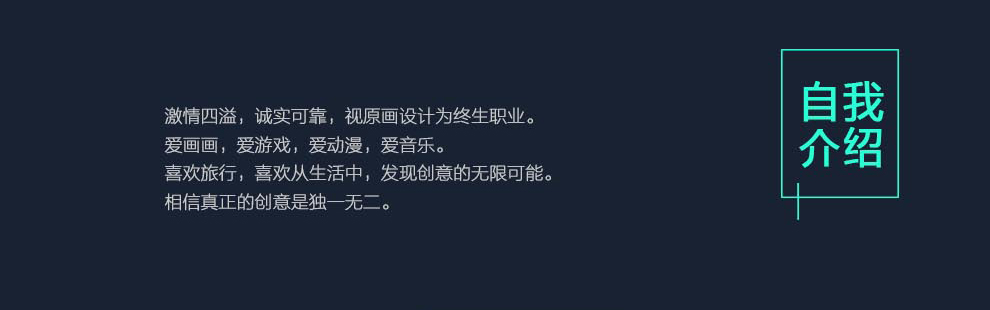 自我
介绍
激情四溢，诚实可靠，视原画设计为终生职业。
爱画画，爱游戏，爱动漫，爱音乐。
喜欢旅行，喜欢从生活中，发现创意的无限可能。
相信真正的创意是独一无二。